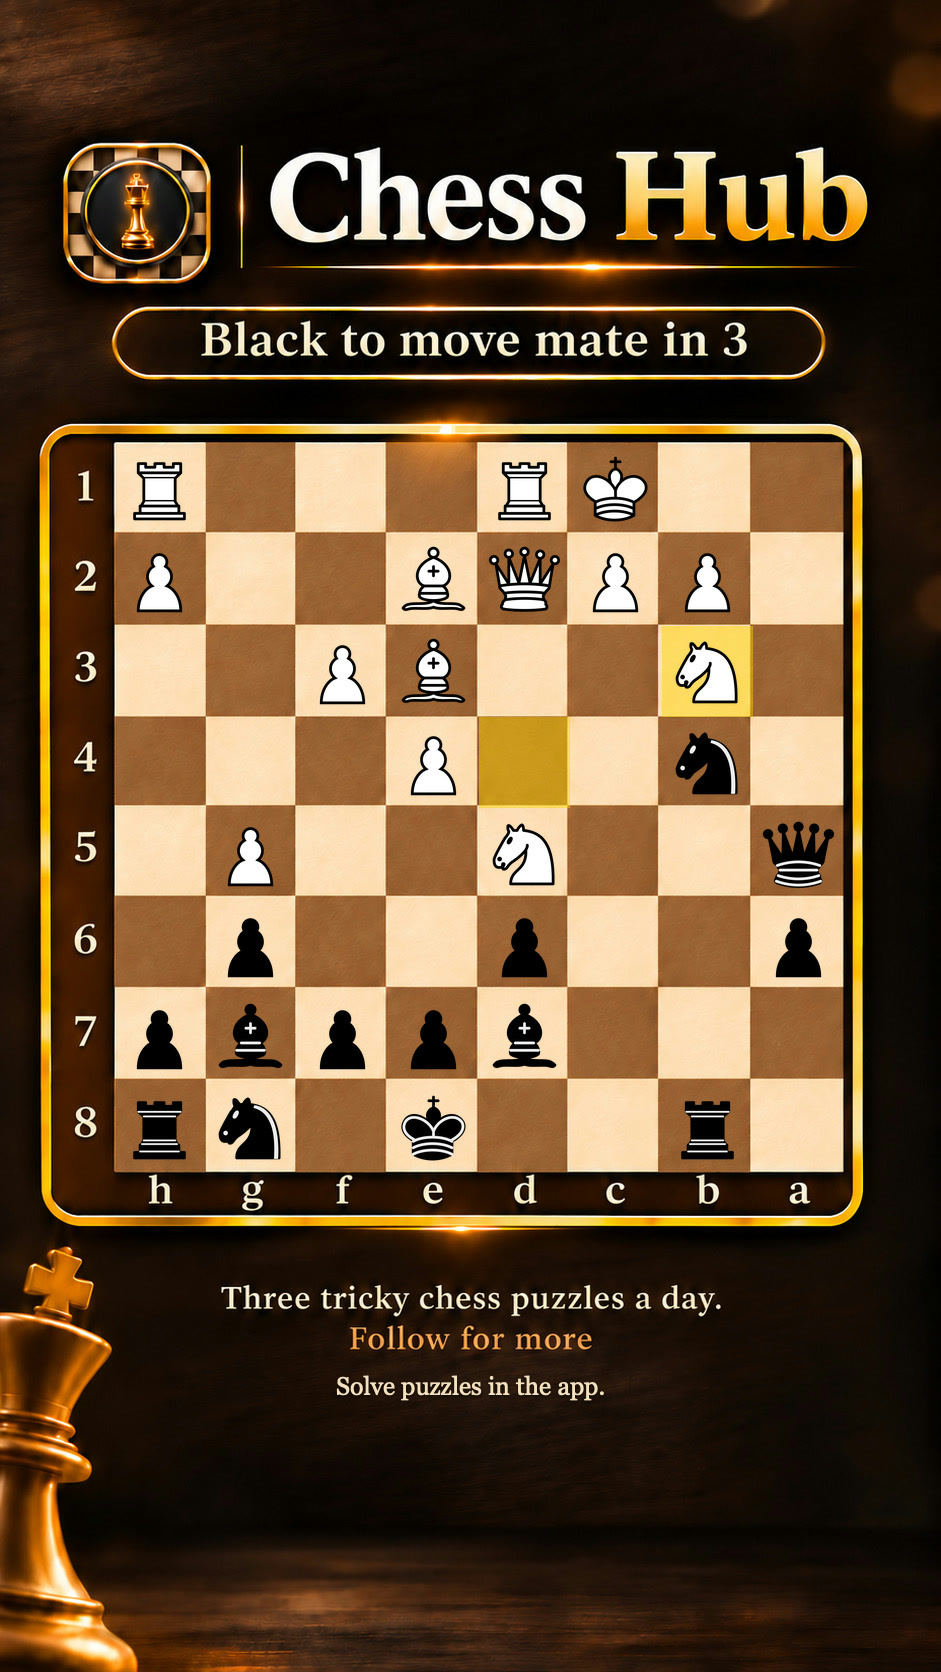 Chess Hub
Black to move mate in 3
1
2
3
4
5
6
7
8
h g f e d c b a
Three tricky chess puzzles a day.
Follow for more
Solve puzzles in the app.